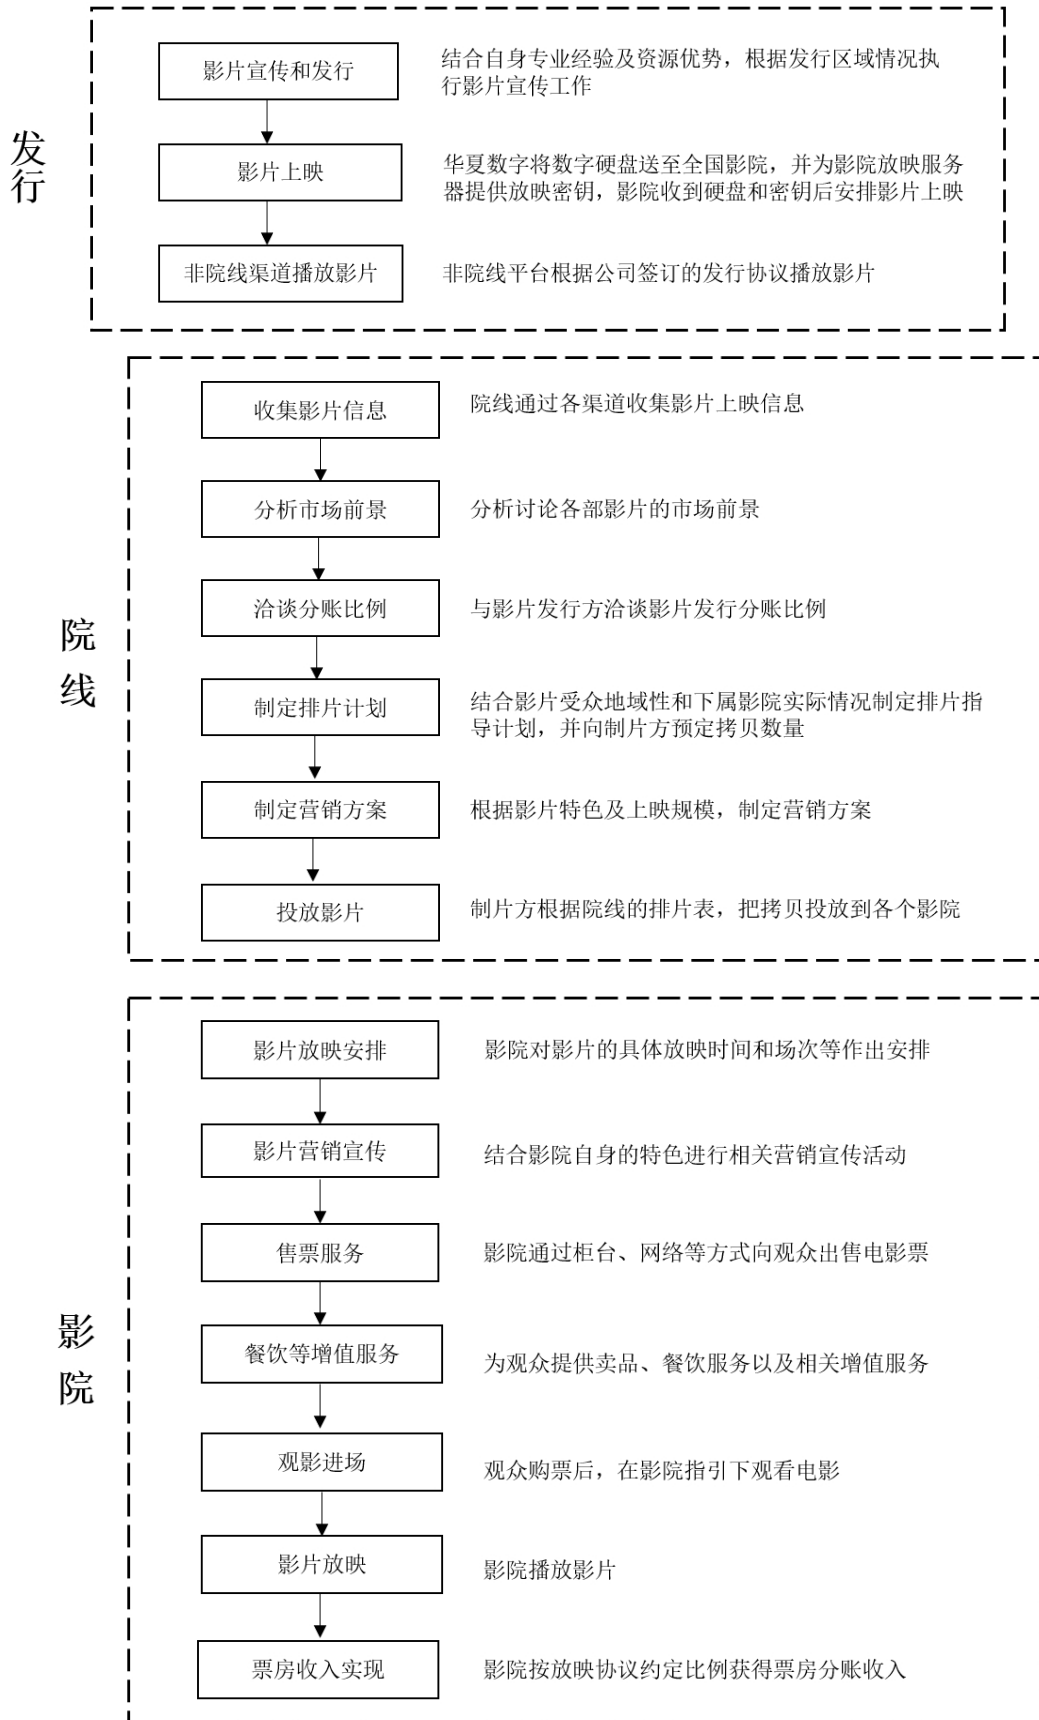 发行
影片宣传和发行
结合自身专业经验及资源优势，根据发行区域情况执
行影片宣传工作
影片上映
华夏数字将数字硬盘送至全国影院，并为影院放映服务
器提供放映密钥，影院收到硬盘和密钥后安排影片上映
非院线渠道播放影片
非院线平台根据公司签订的发行协议播放影片
院线
收集影片信息
院线通过各渠道收集影片上映信息
分析市场前景
分析讨论各部影片的市场前景
洽谈分账比例
与影片发行方洽谈影片发行分账比例
制定排片计划
结合影片受众地域性和下属影院实际情况制定排片指
导计划，并向制片方预定拷贝数量
制定营销方案
根据影片特色及上映规模，制定营销方案
投放影片
制片方根据院线的排片表，把拷贝投放到各个影院
影院
影片放映安排
影院对影片的具体放映时间和场次等作出安排
影片营销宣传
结合影院自身的特色进行相关营销宣传活动
售票服务
影院通过柜台、网络等方式向观众出售电影票
餐饮等增值服务
为观众提供卖品、餐饮服务以及相关增值服务
观影进场
观众购票后，在影院指引下观看电影
影片放映
影院播放影片
票房收入实现
影院按放映协议约定比例获得票房分账收入